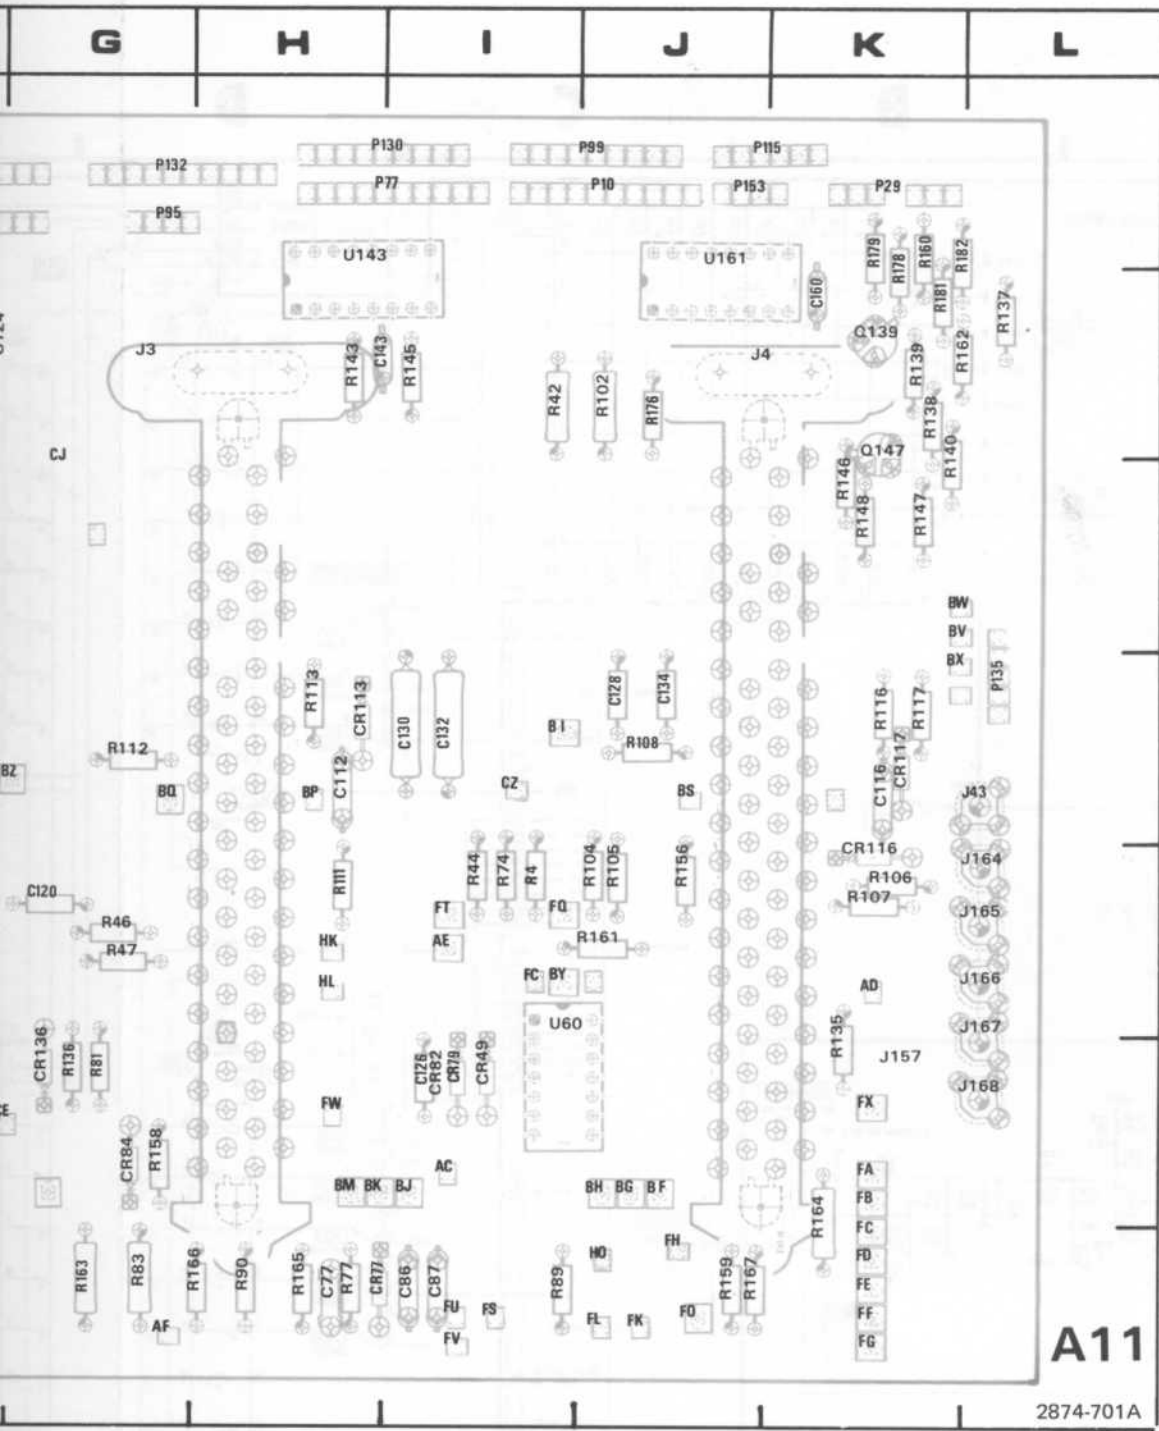 G H I J K L
P132 P130 P99 P115
P77 P10 P153 P29
P95
U143 U161 C160 R179 R178 R160 R181 R182 R137
J3 R143 C143 R145 J4 Q139 R139 R162
R42 R102 R176 R138
CJ Q147 R146 R148 R147 R140
BW
BV
BX P135
R113 CR113 C130 C132 C128 C134 R116 R117
BI R108 CR117
R112 C112 C116
BZ BQ BP CZ BS J43
CR116 J164
C120 R111 R44 R74 R4 R104 R105 R156 R106
R107
R46 FT FQ J165
R47 HK AE R161
HL FC BY AD J166
U60 R135 J167
CR136 R136 R81 C126 CR82 CR79 CR49 J157
J168
FW FX
CR84 R158 AC FA
BM BK BJ BH BG BF FB
R164 FC
HO FH FD
R163 R83 R166 R90 R165 C77 R77 CR77 C86 C87 R89 R159 R167 FE
FU FS FL FK FO FF
AF FV FG
A11
2874-701A